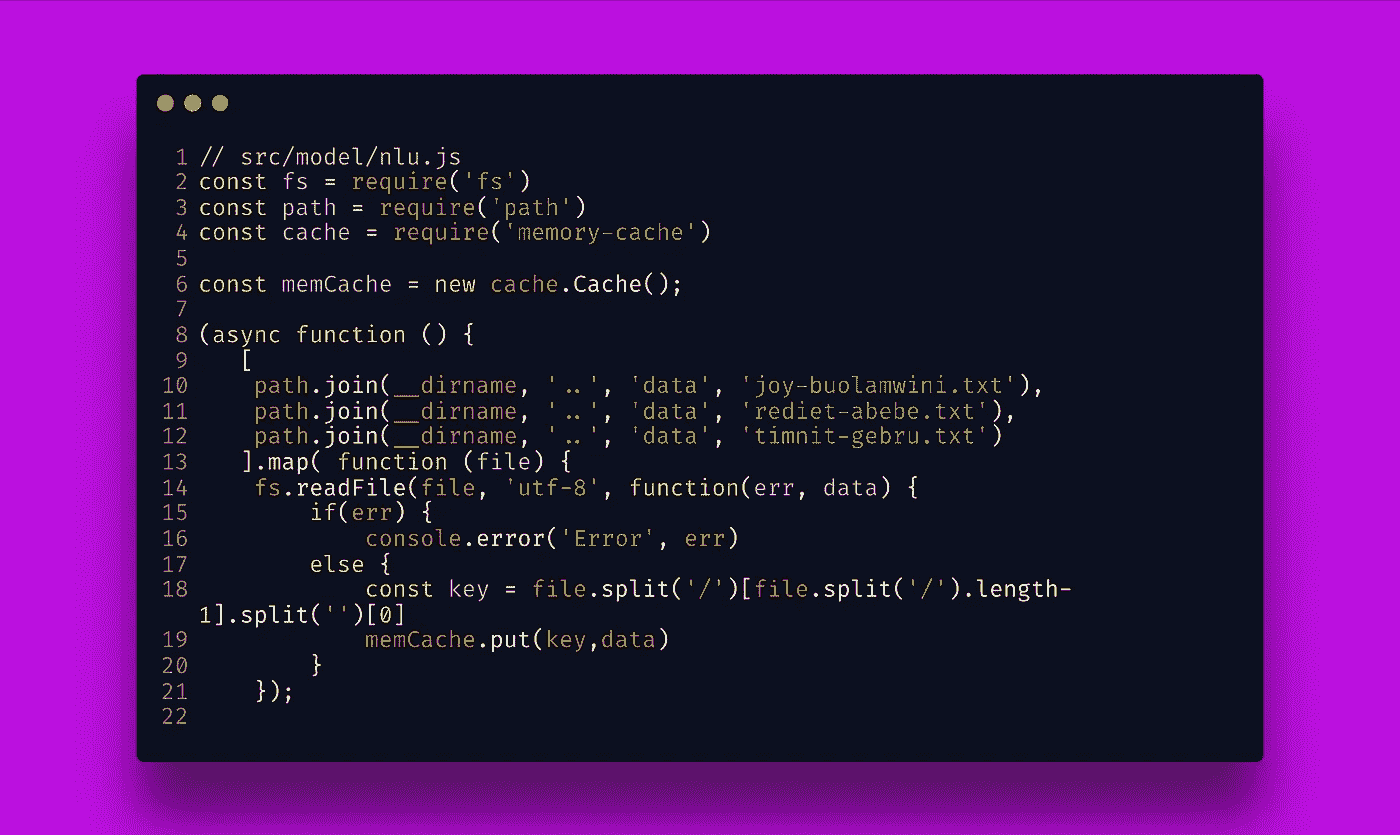 1 // src/model/nlu.js
2 const fs = require('fs')
3 const path = require('path')
4 const cache = require('memory-cache')
5
6 const memCache = new cache.Cache();
7
8 (async function () {
9    [
10     path.join(__dirname, '..', 'data', 'joy-buolamwini.txt'),
11     path.join(__dirname, '..', 'data', 'rediet-abebe.txt'),
12     path.join(__dirname, '..', 'data', 'timnit-gebru.txt')
13    ].map( function (file) {
14     fs.readFile(file, 'utf-8', function(err, data) {
15         if(err) {
16             console.error('Error', err)
17         else {
18             const key = file.split('/')[file.split('/').length-
1].split('')[0]
19             memCache.put(key,data)
20         }
21     });
22